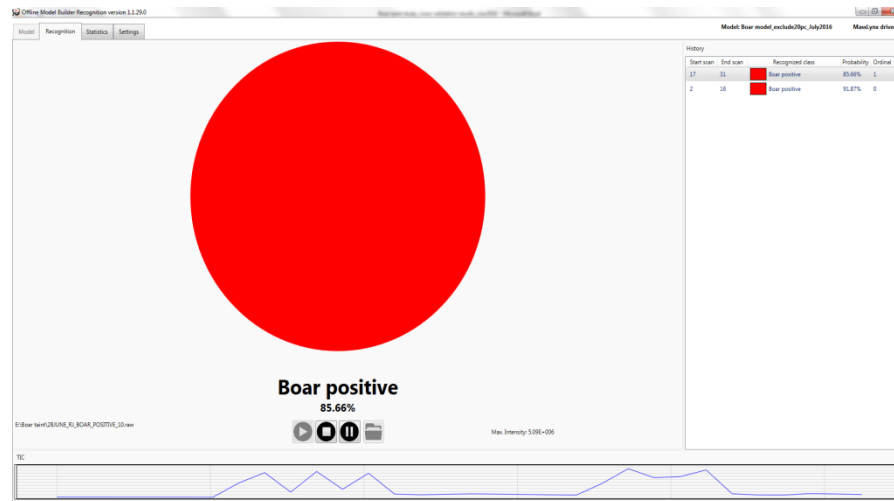 Offline Model Builder Recognition version 1.1.29.0
Model Recognition Statistics Settings
Model: Boar model_exclude20pc_July2016 MassLynx drive
History
Start scan End scan Recognized class Probability Ordinal
17 31 Boar positive 85.66% 1
2 16 Boar positive 91.87% 0
Boar positive
85.66%
E:\Boar taint\28JUNE_RJ_BOAR_POSITIVE_10.raw
Max. Intensity: 5.09E+006
TIC